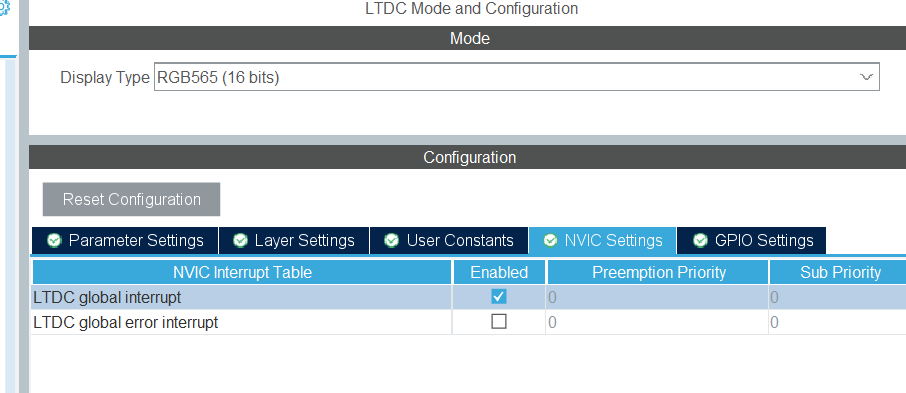 LTDC Mode and Configuration
Mode
Display Type RGB565 (16 bits)
Configuration
Reset Configuration
Parameter Settings Layer Settings User Constants NVIC Settings GPIO Settings
NVIC Interrupt Table Enabled Preemption Priority Sub Priority
LTDC global interrupt 0 0
LTDC global error interrupt 0 0